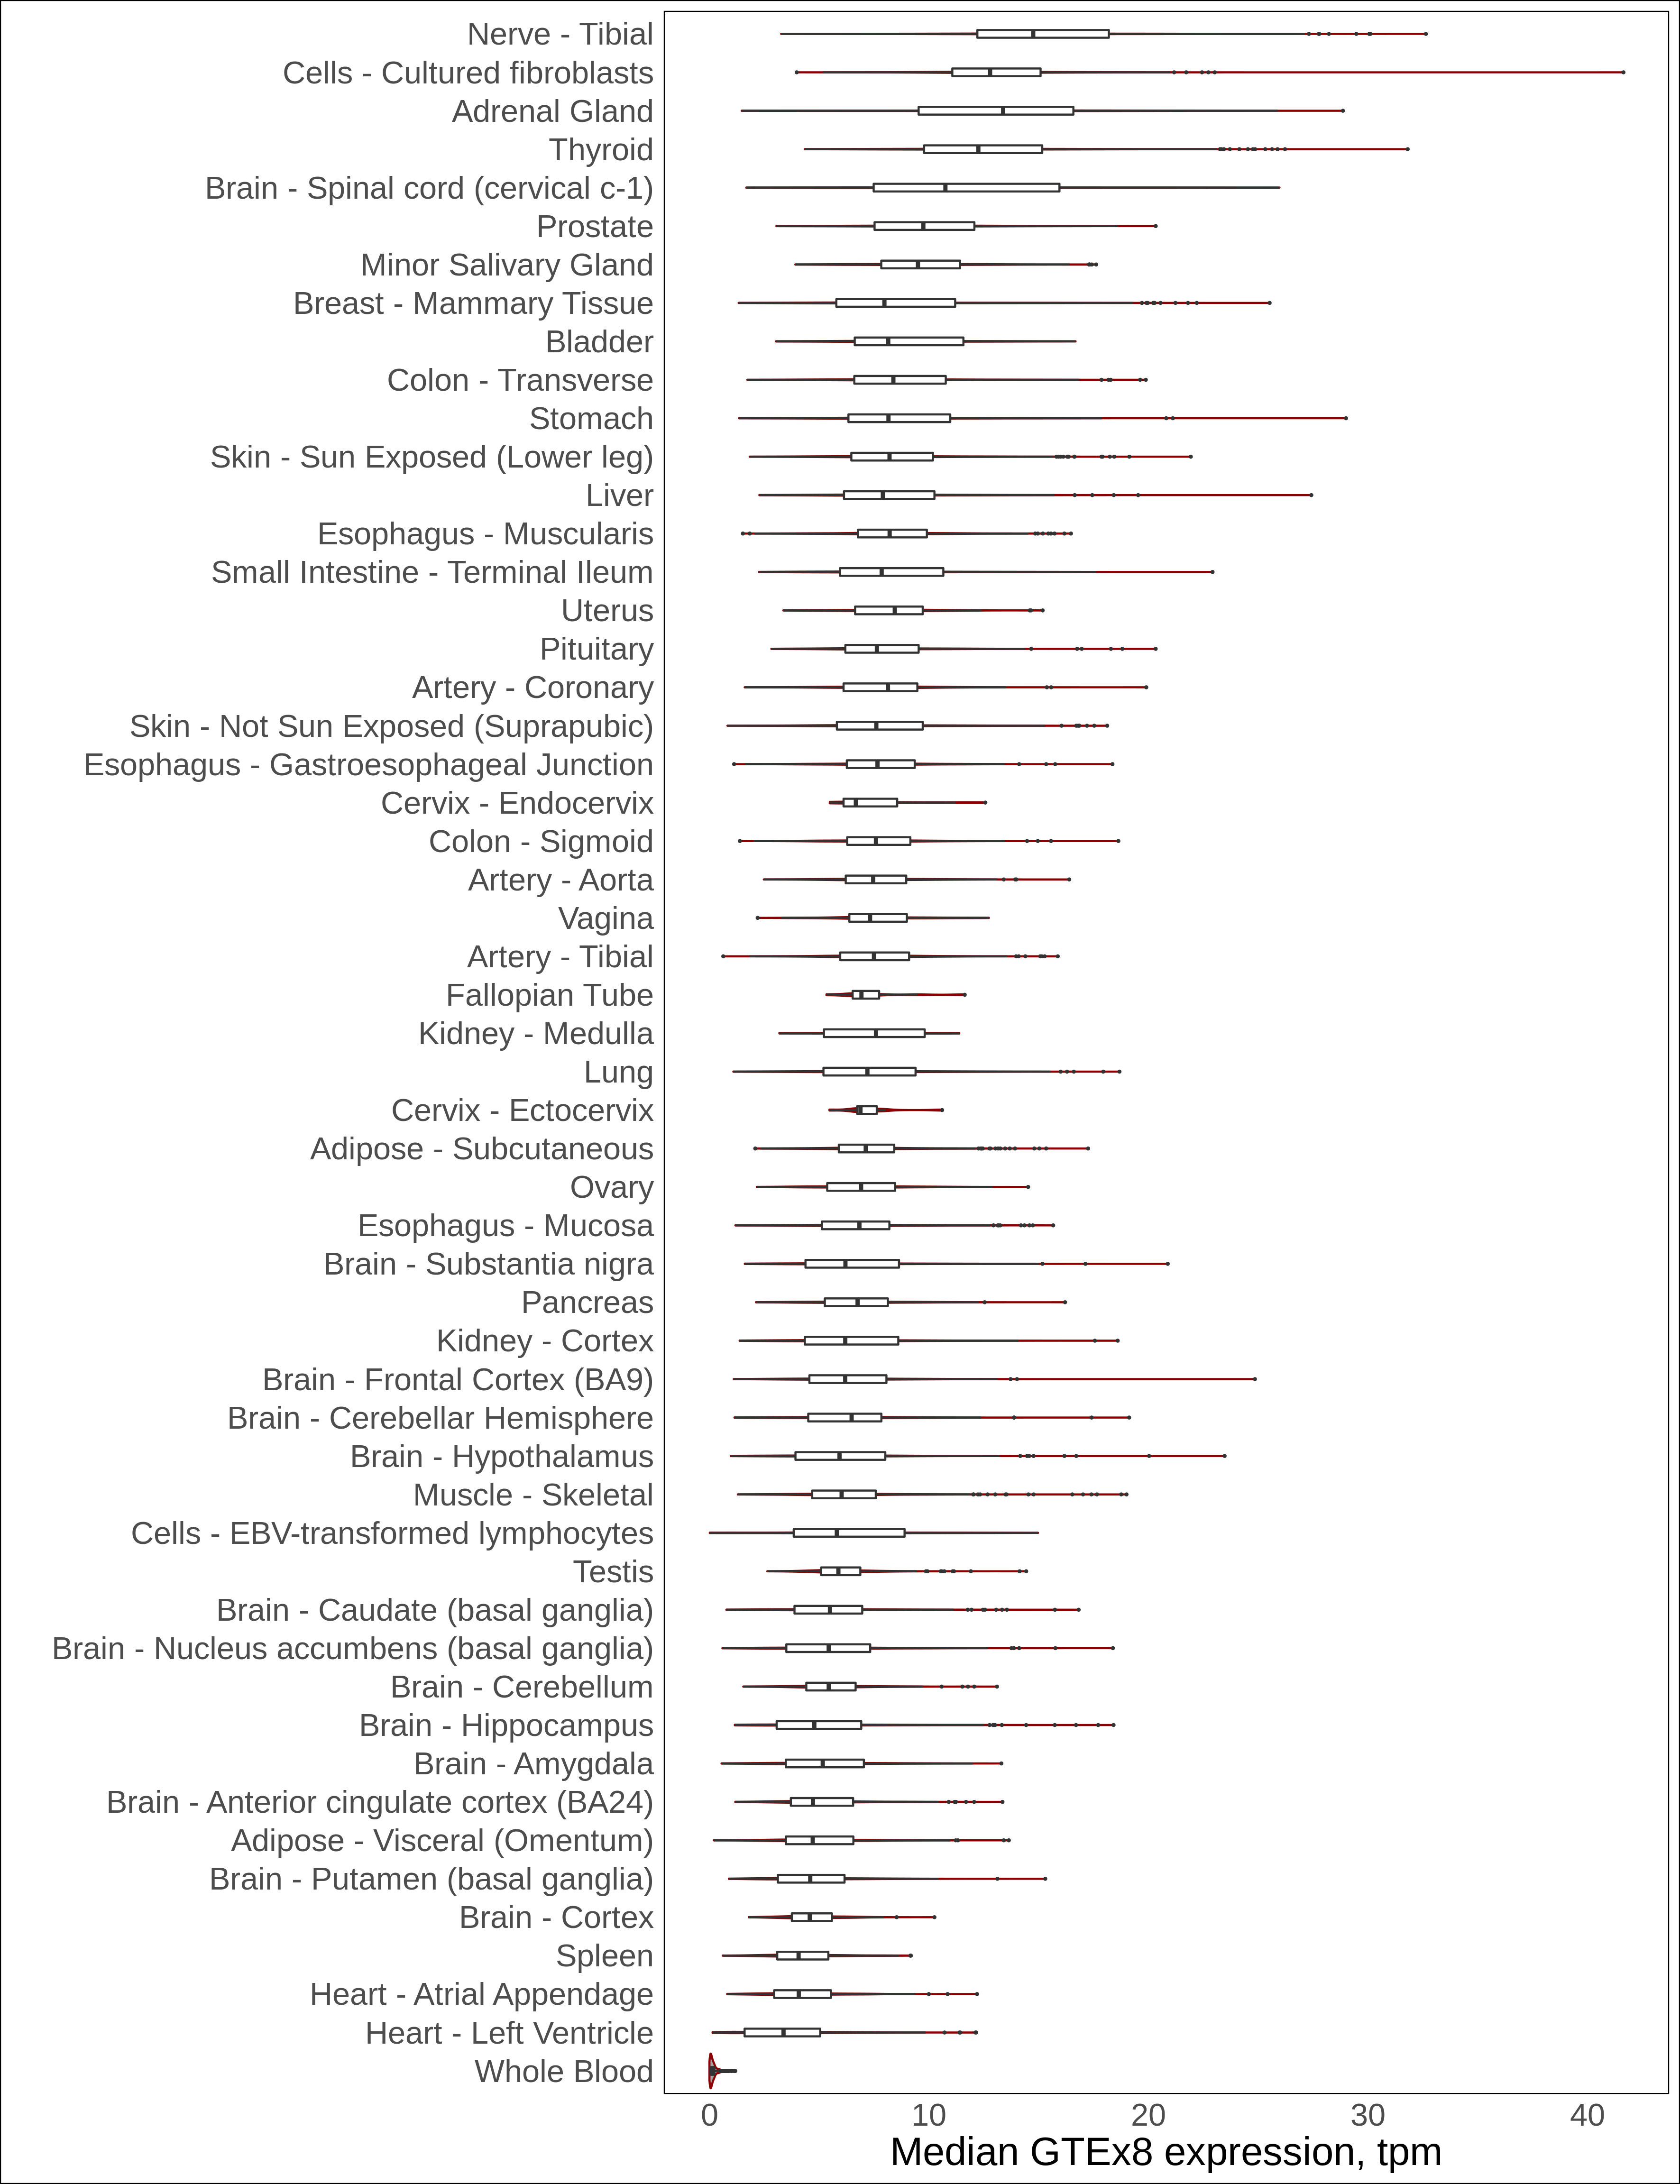 Nerve - Tibial
Cells - Cultured fibroblasts
Adrenal Gland
Thyroid
Brain - Spinal cord (cervical c-1)
Prostate
Minor Salivary Gland
Breast - Mammary Tissue
Bladder
Colon - Transverse
Stomach
Skin - Sun Exposed (Lower leg)
Liver
Esophagus - Muscularis
Small Intestine - Terminal Ileum
Uterus
Pituitary
Artery - Coronary
Skin - Not Sun Exposed (Suprapubic)
Esophagus - Gastroesophageal Junction
Cervix - Endocervix
Colon - Sigmoid
Artery - Aorta
Vagina
Artery - Tibial
Fallopian Tube
Kidney - Medulla
Lung
Cervix - Ectocervix
Adipose - Subcutaneous
Ovary
Esophagus - Mucosa
Brain - Substantia nigra
Pancreas
Kidney - Cortex
Brain - Frontal Cortex (BA9)
Brain - Cerebellar Hemisphere
Brain - Hypothalamus
Muscle - Skeletal
Cells - EBV-transformed lymphocytes
Testis
Brain - Caudate (basal ganglia)
Brain - Nucleus accumbens (basal ganglia)
Brain - Cerebellum
Brain - Hippocampus
Brain - Amygdala
Brain - Anterior cingulate cortex (BA24)
Adipose - Visceral (Omentum)
Brain - Putamen (basal ganglia)
Brain - Cortex
Spleen
Heart - Atrial Appendage
Heart - Left Ventricle
Whole Blood
0 10 20 30 40
Median GTEx8 expression, tpm